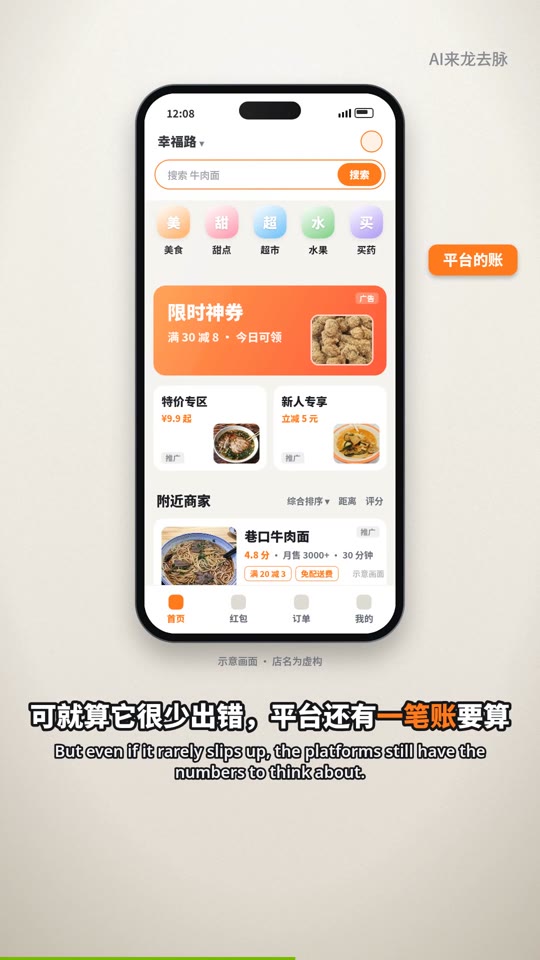 AI来龙去脉
12:08
幸福路▾
搜索 牛肉面
搜索
美 甜 超 水 买
美食 甜点 超市 水果 买药
平台的账
广告
限时神券
满 30 减 8 · 今日可领
特价专区
¥9.9 起
推广
新人专享
立减 5 元
推广
附近商家
综合排序▾ 距离 评分
巷口牛肉面
推广
4.8 分 · 月售 3000+ · 30 分钟
满 20 减 3 免配送费 示意画面
首页 红包 订单 我的
示意画面 · 店名为虚构
可就算它很少出错，平台还有一笔账要算
But even if it rarely slips up, the platforms still have the
numbers to think about.